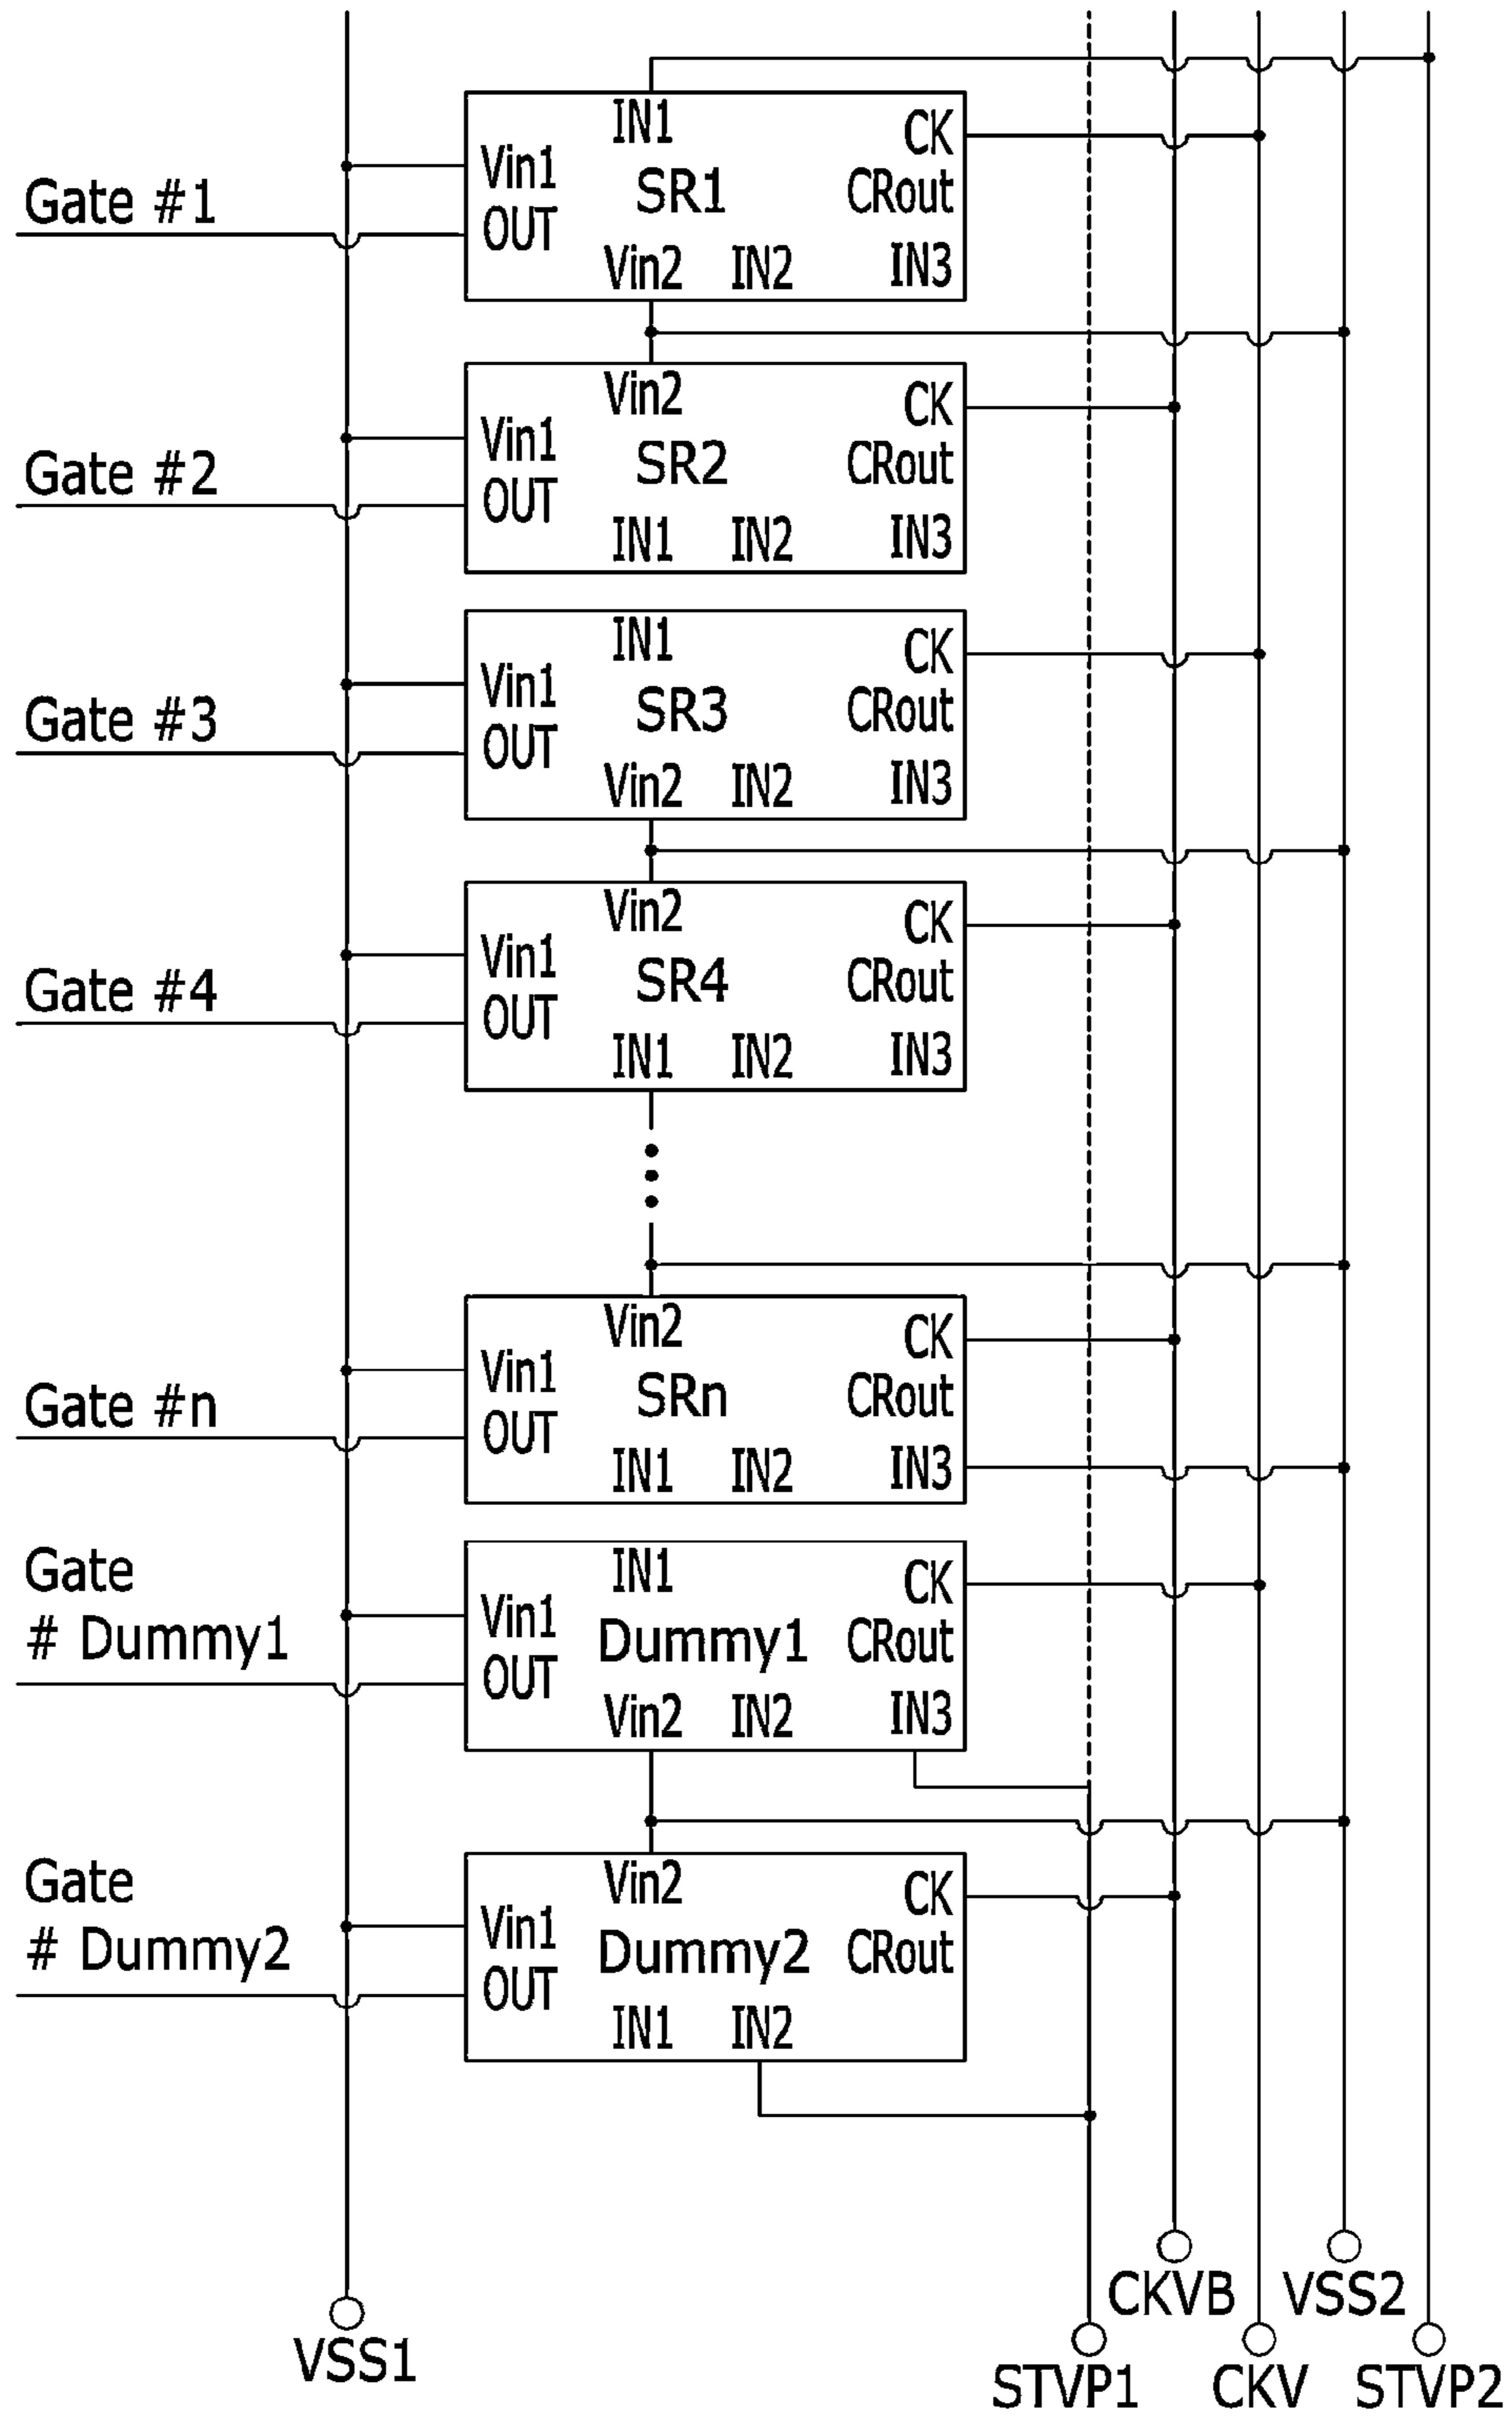 IN1 CK
Vin1 SR1 CRout
Gate #1
OUT
Vin2 IN2 IN3
Vin2 CK
Vin1 SR2 CRout
Gate #2
OUT
IN1 IN2 IN3
IN1 CK
Vin1 SR3 CRout
Gate #3
OUT
Vin2 IN2 IN3
Vin2 CK
Vin1 SR4 CRout
Gate #4
OUT
IN1 IN2 IN3
Vin2 CK
Vin1 SRn CRout
Gate #n
OUT
IN1 IN2 IN3
Gate
# Dummy1
IN1 CK
Vin1 Dummy1 CRout
OUT
Vin2 IN2 IN3
Gate
# Dummy2
Vin2 CK
Vin1 Dummy2 CRout
OUT
IN1 IN2
CKVB VSS2
VSS1
STVP1 CKV STVP2